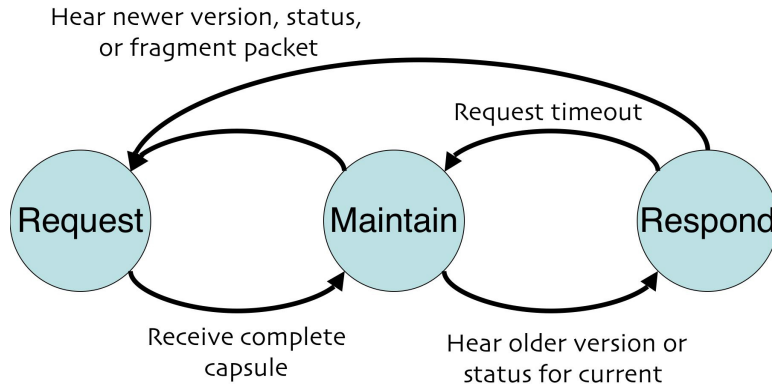 Hear newer version, status,
or fragment packet
Request timeout
Request
Maintain
Respond
Receive complete
capsule
Hear older version or
status for current